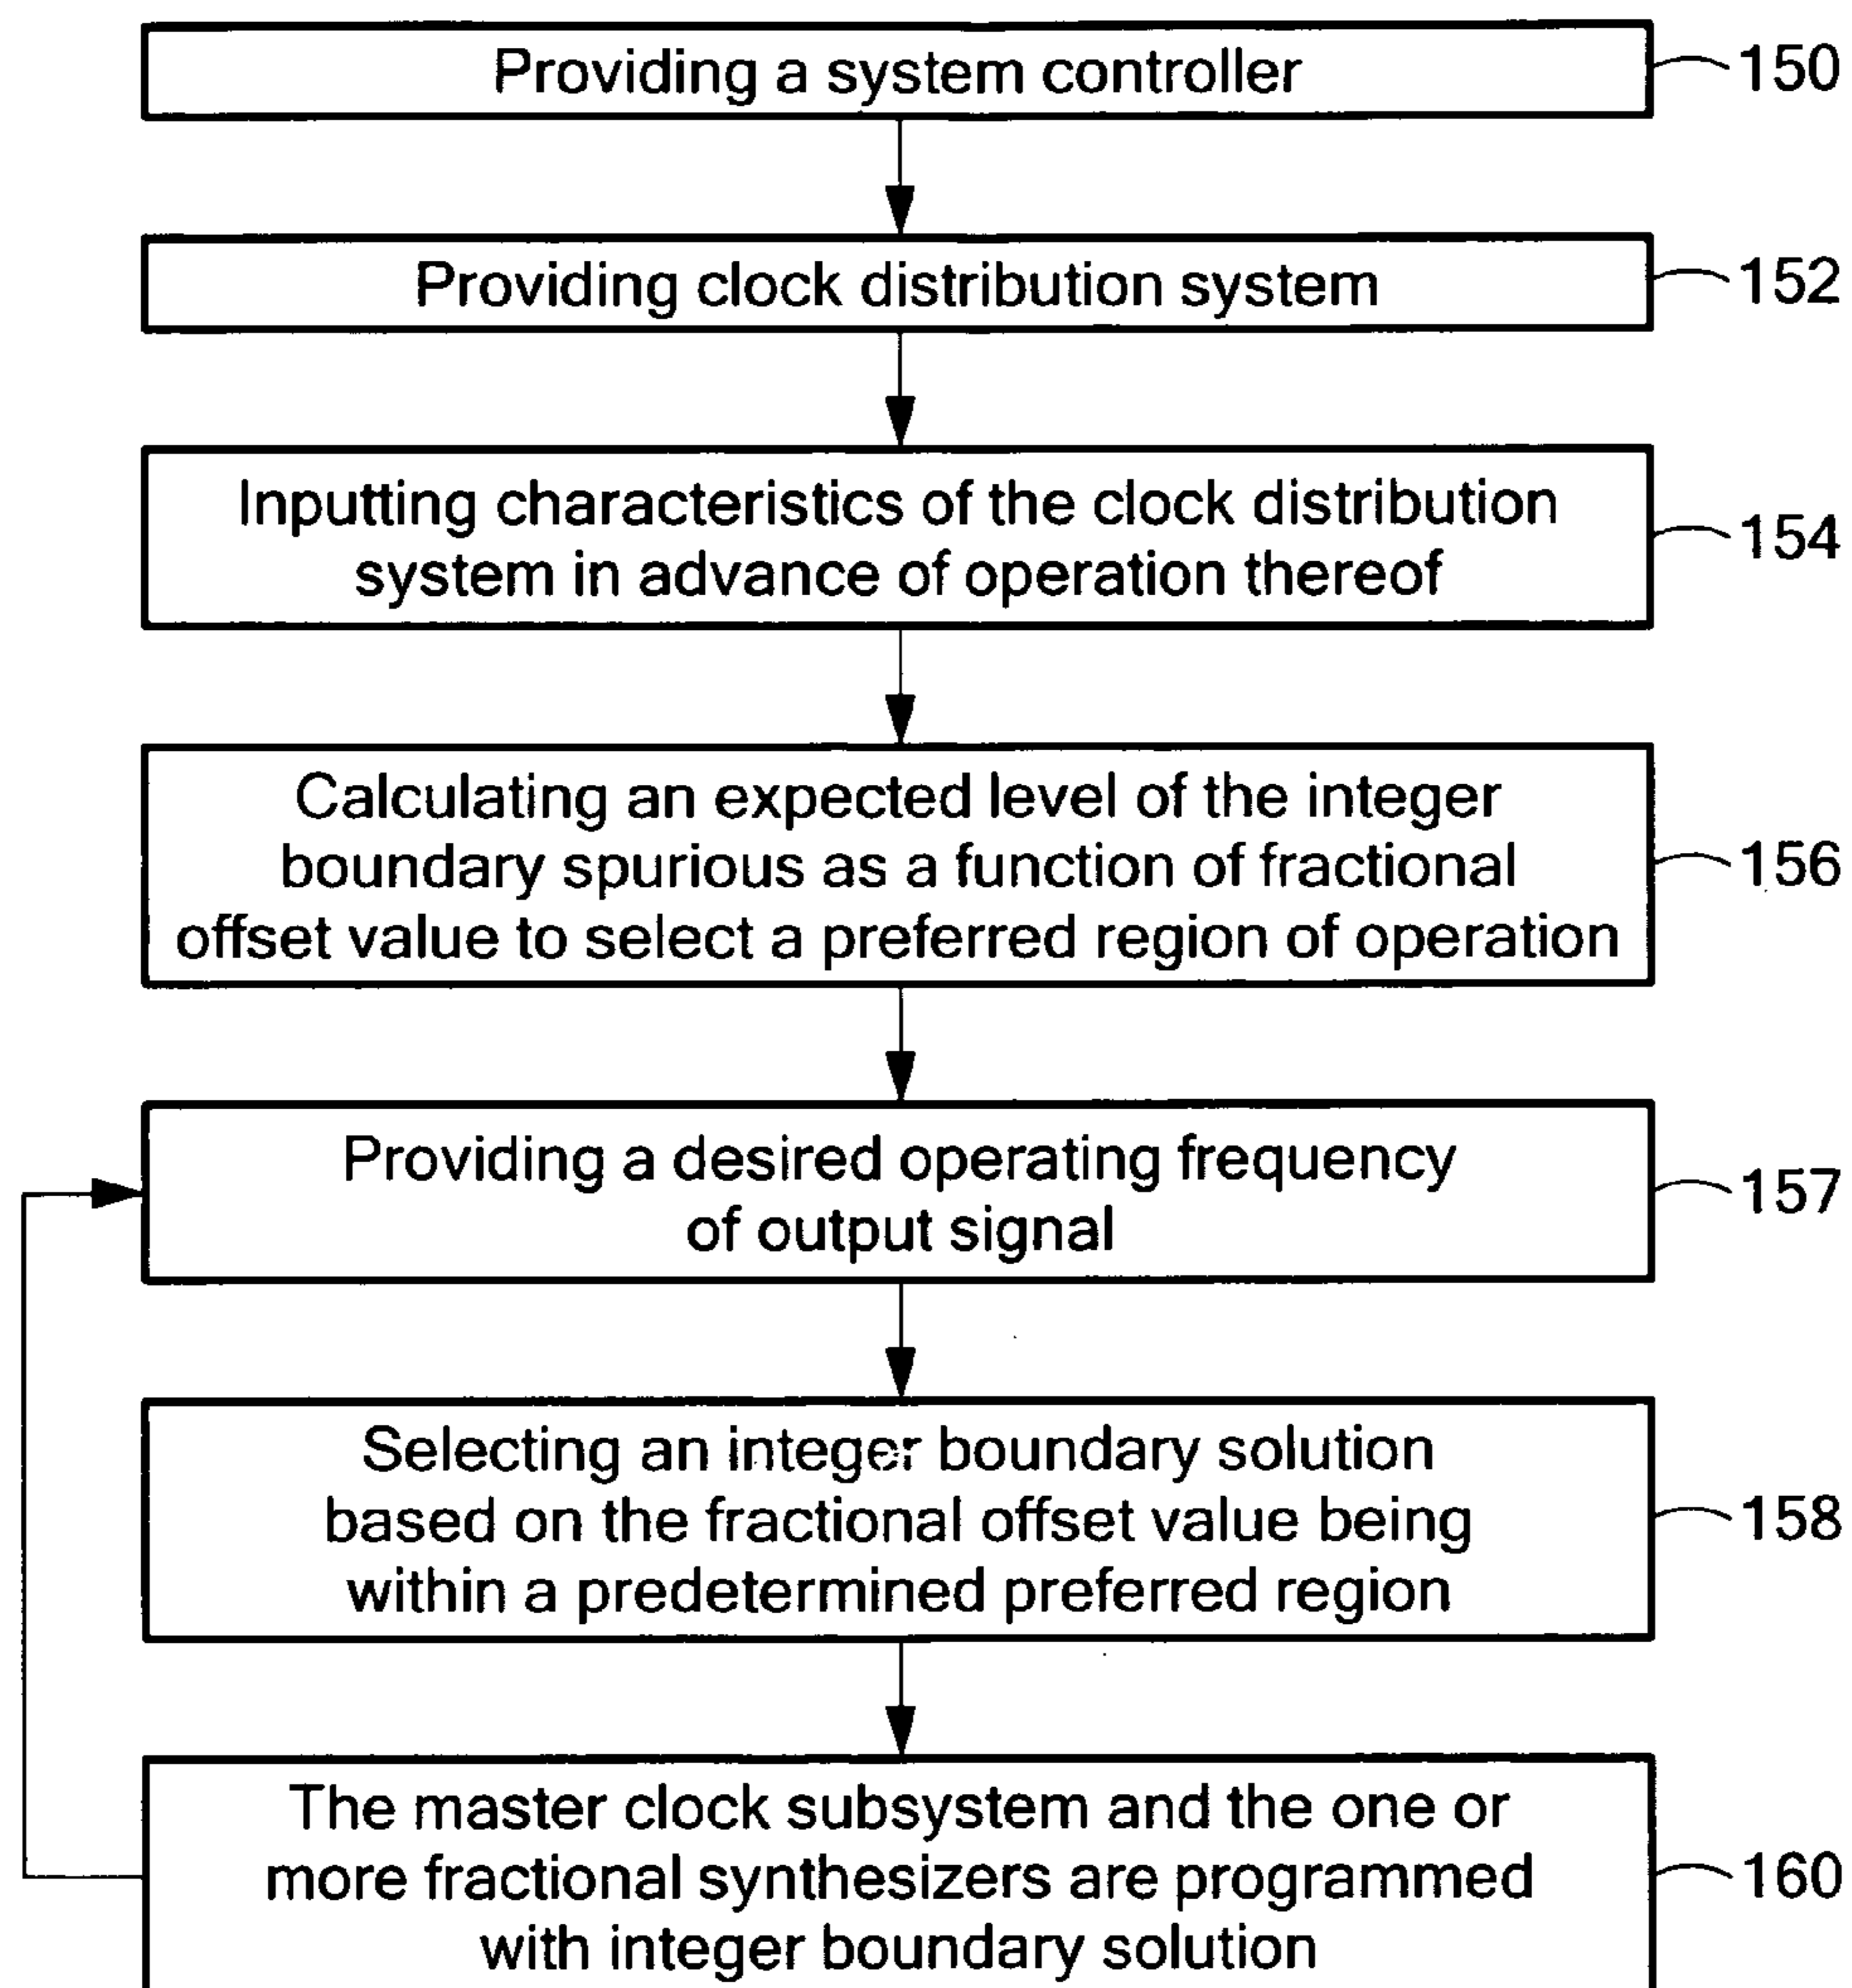 Providing a system controller
150
Providing clock distribution system
152
Inputting characteristics of the clock distribution
system in advance of operation thereof
154
Calculating an expected level of the integer
boundary spurious as a function of fractional
offset value to select a preferred region of operation
156
Providing a desired operating frequency
of output signal
157
Selecting an integer boundary solution
based on the fractional offset value being
within a predetermined preferred region
158
The master clock subsystem and the one or
more fractional synthesizers are programmed
with integer boundary solution
160